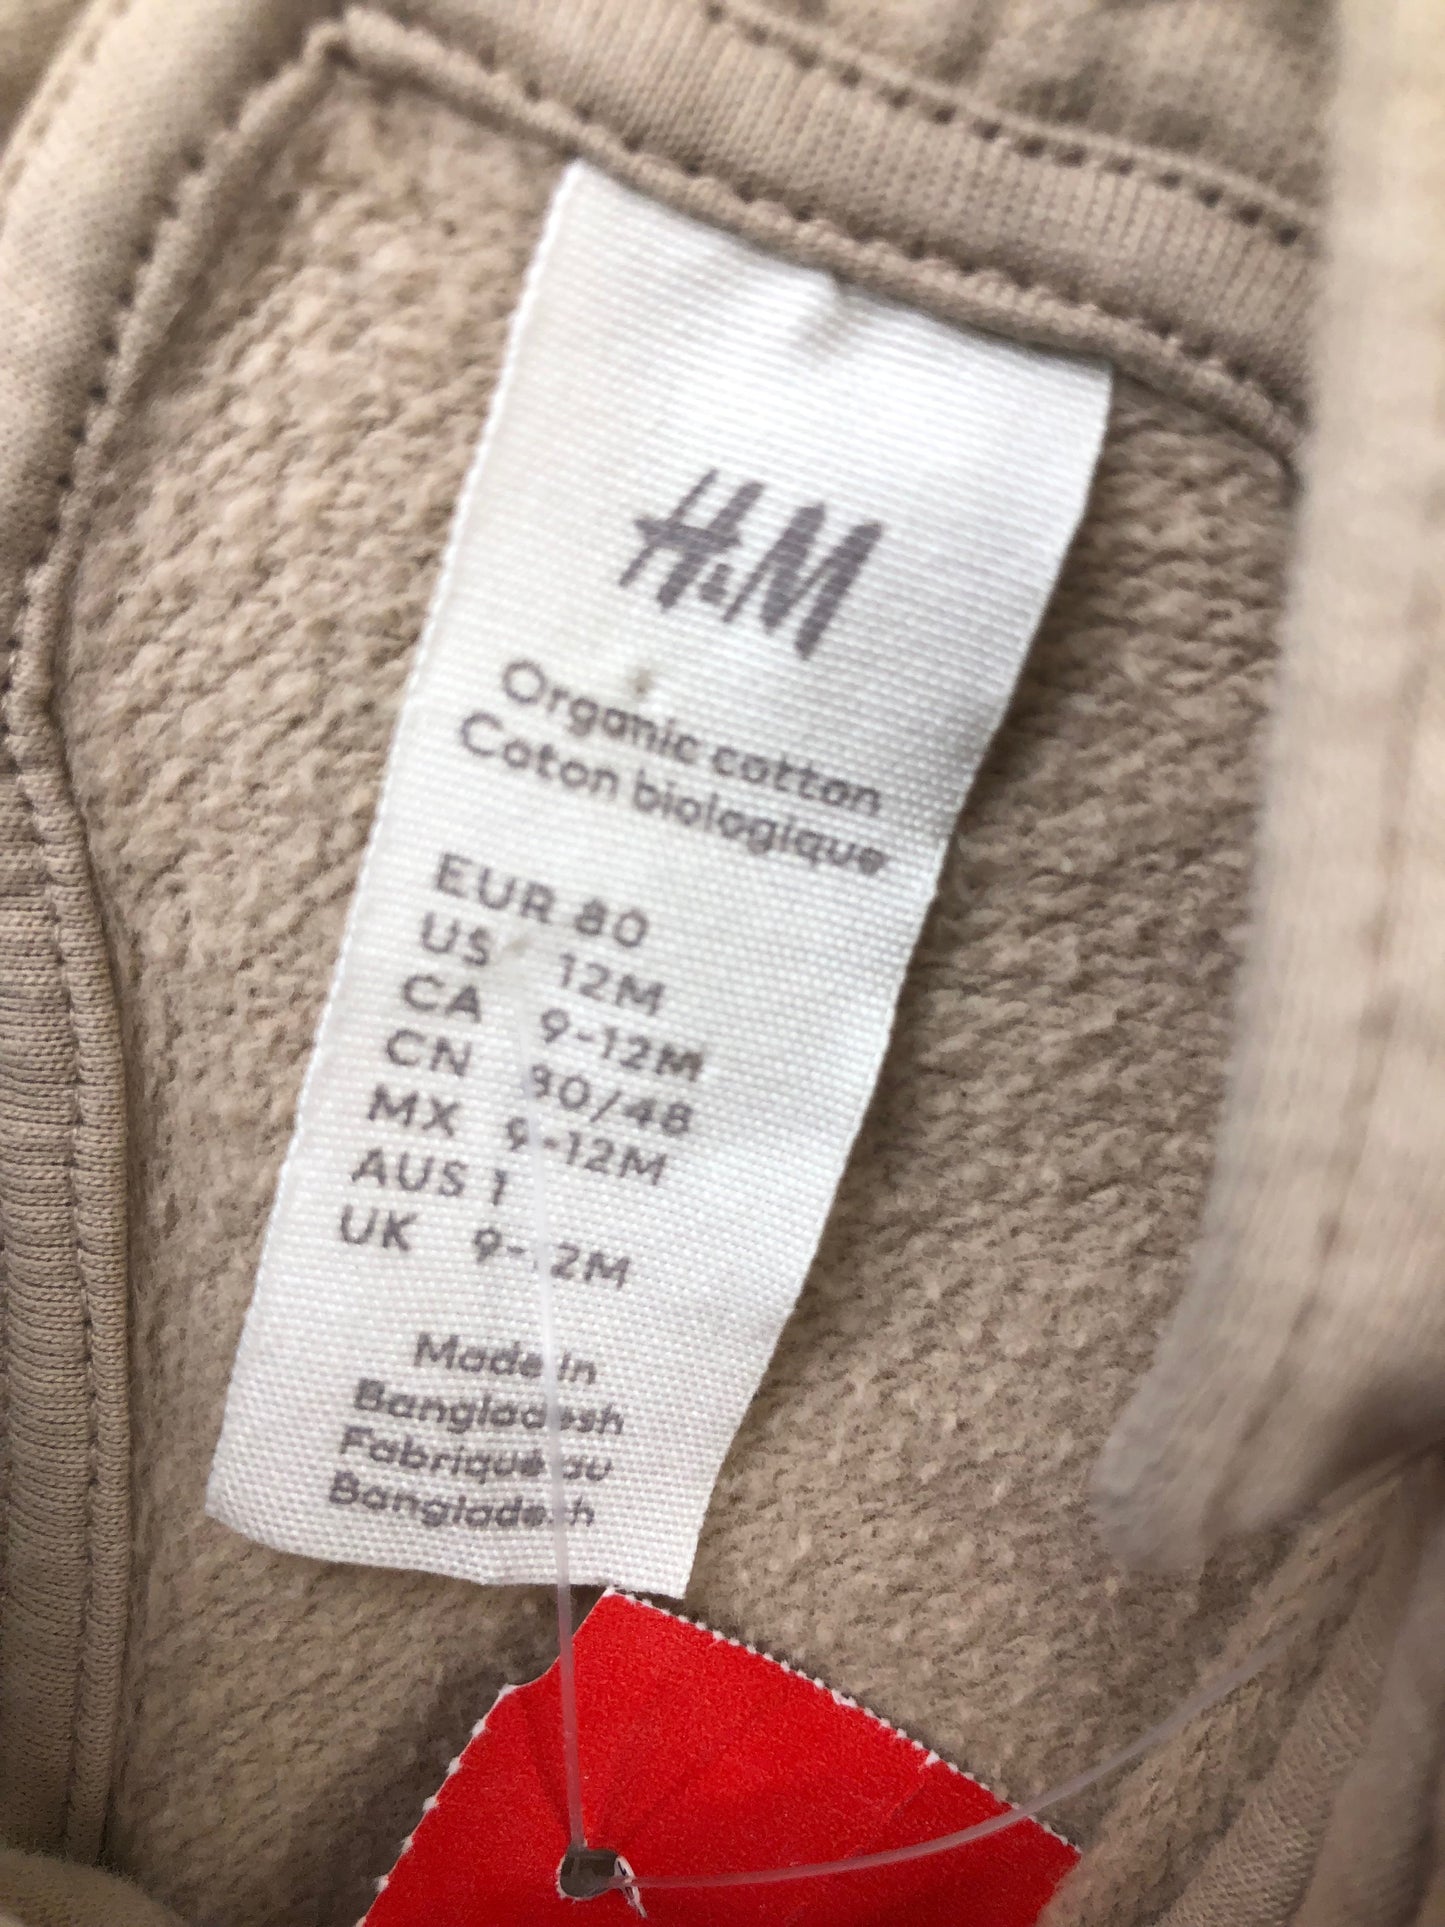 H&M
Organic cotton
Coton biologique
EUR 80
US 12M
CA 9-12M
CN 80/48
MX 9-12M
AUS 1
UK 9-12M
Made in
Bangladesh
Fabriqué au
Bangladesh